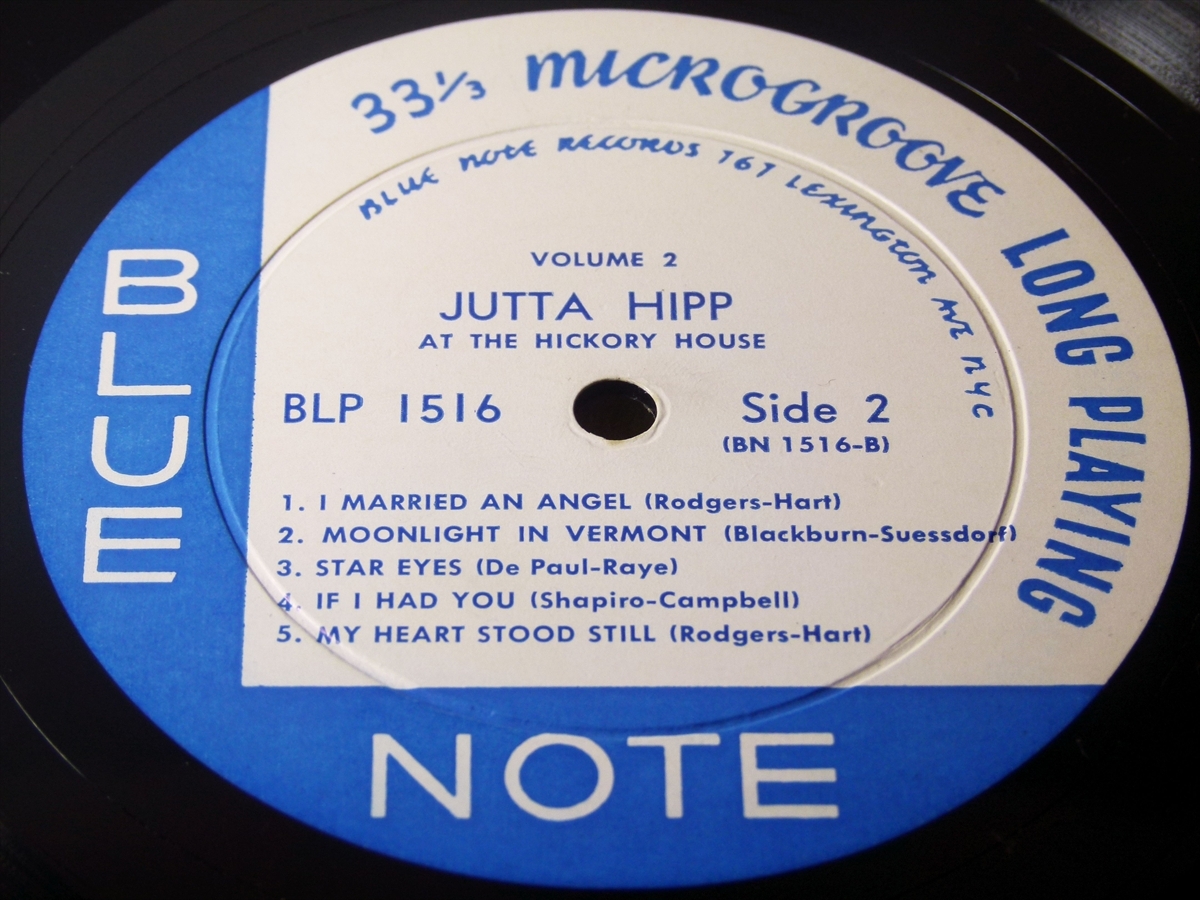 33⅓ MICROGROOVE LONG PLAYING
BLUE NOTE RECORDS 767 LEXINGTON AVE NYC
VOLUME 2
JUTTA HIPP
AT THE HICKORY HOUSE
BLP 1516
Side 2
(BN 1516-B)
1. I MARRIED AN ANGEL (Rodgers-Hart)
2. MOONLIGHT IN VERMONT (Blackburn-Suessdorf)
3. STAR EYES (De Paul-Raye)
4. IF I HAD YOU (Shapiro-Campbell)
5. MY HEART STOOD STILL (Rodgers-Hart)
BLUE
NOTE